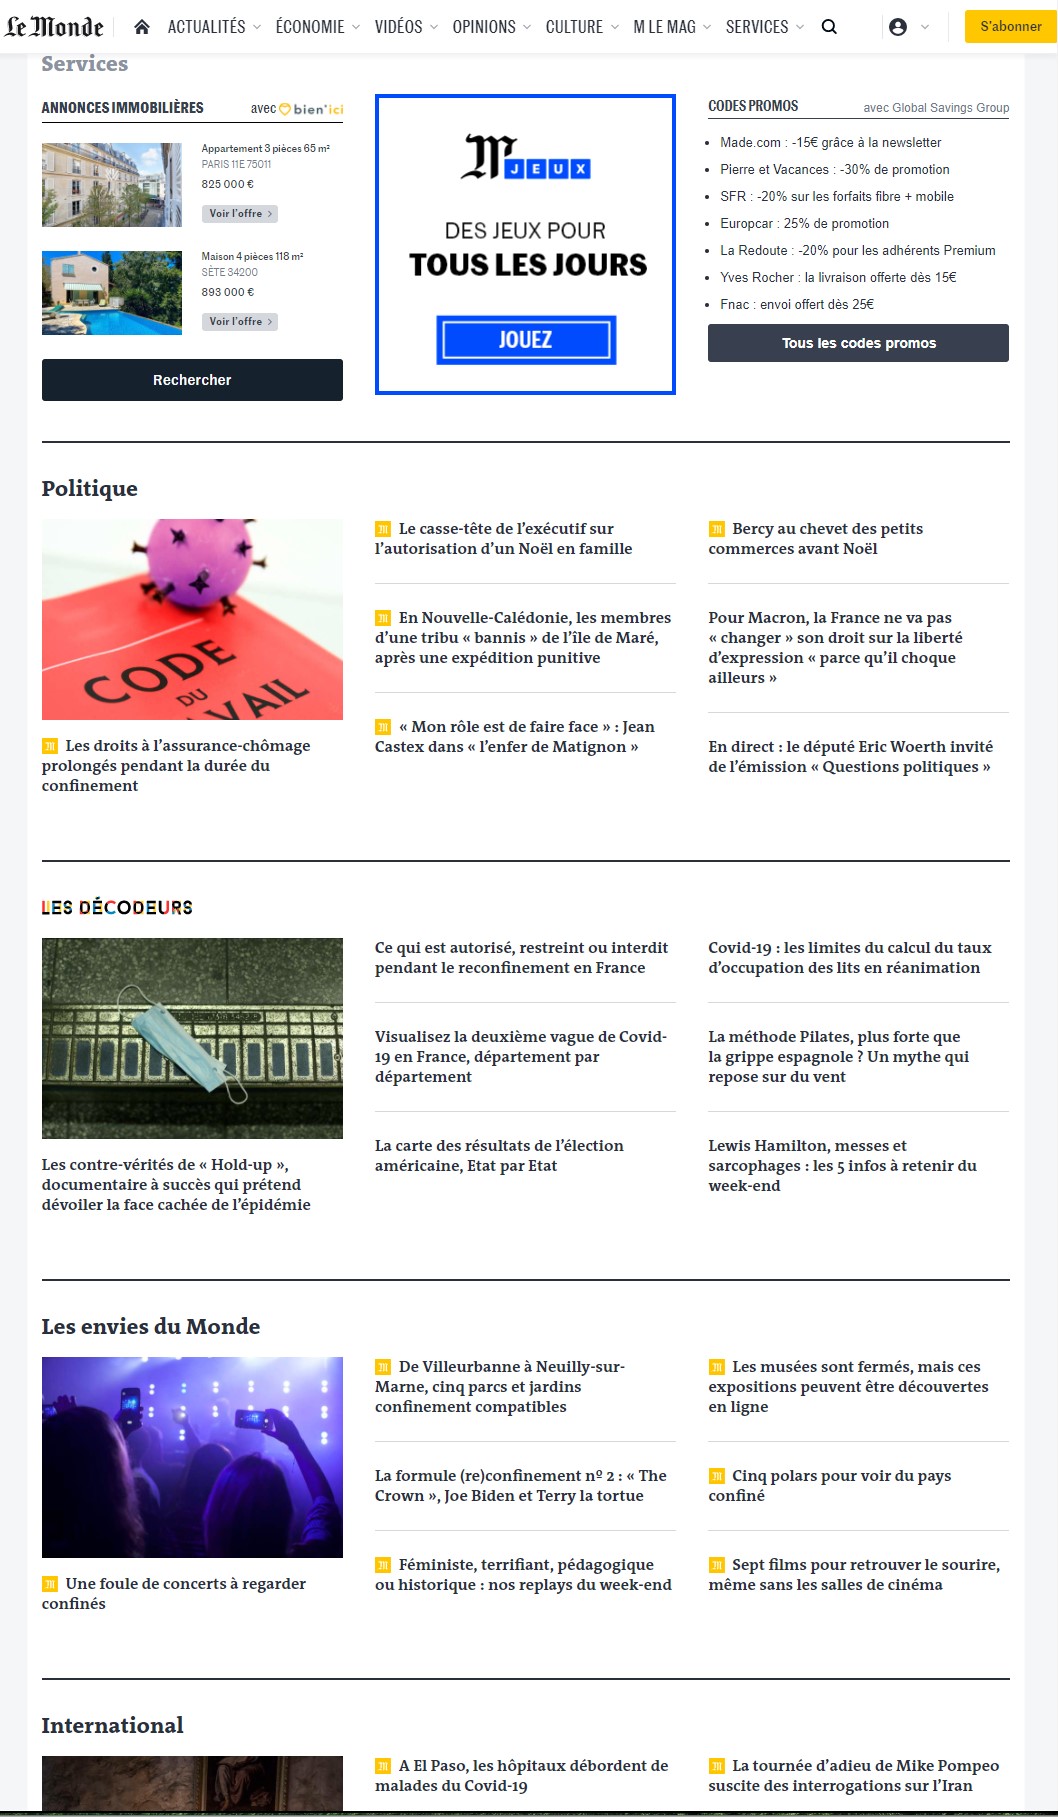 Le Monde
ACTUALITÉS
ÉCONOMIE
VIDÉOS
OPINIONS
CULTURE
M LE MAG
SERVICES
S'abonner
Services
ANNONCES IMMOBILIÈRES
avec bien'ici
Appartement 3 pièces 65 m²
PARIS 11E 75011
825 000 €
Voir l'offre
Maison 4 pièces 118 m²
SÈTE 34200
893 000 €
Voir l'offre
Rechercher
M JEUX
DES JEUX POUR
TOUS LES JOURS
JOUEZ
CODES PROMOS
avec Global Savings Group
Made.com : -15€ grâce à la newsletter
Pierre et Vacances : -30% de promotion
SFR : -20% sur les forfaits fibre + mobile
Europcar : 25% de promotion
La Redoute : -20% pour les adhérents Premium
Yves Rocher : la livraison offerte dès 15€
Fnac : envoi offert dès 25€
Tous les codes promos
Politique
CODE
DU
AVAIL
Les droits à l'assurance-chômage
prolongés pendant la durée du
confinement
Le casse-tête de l'exécutif sur
l'autorisation d'un Noël en famille
En Nouvelle-Calédonie, les membres
d'une tribu « bannis » de l'île de Maré,
après une expédition punitive
« Mon rôle est de faire face » : Jean
Castex dans « l'enfer de Matignon »
Bercy au chevet des petits
commerces avant Noël
Pour Macron, la France ne va pas
« changer » son droit sur la liberté
d'expression « parce qu'il choque
ailleurs »
En direct : le député Eric Woerth invité
de l'émission « Questions politiques »
LES DÉCODEURS
Les contre-vérités de « Hold-up »,
documentaire à succès qui prétend
dévoiler la face cachée de l'épidémie
Ce qui est autorisé, restreint ou interdit
pendant le reconfinement en France
Visualisez la deuxième vague de Covid-
19 en France, département par
département
La carte des résultats de l'élection
américaine, Etat par Etat
Covid-19 : les limites du calcul du taux
d'occupation des lits en réanimation
La méthode Pilates, plus forte que
la grippe espagnole ? Un mythe qui
repose sur du vent
Lewis Hamilton, messes et
sarcophages : les 5 infos à retenir du
week-end
Les envies du Monde
Une foule de concerts à regarder
confinés
De Villeurbanne à Neuilly-sur-
Marne, cinq parcs et jardins
confinement compatibles
La formule (re)confinement nº 2 : « The
Crown », Joe Biden et Terry la tortue
Féministe, terrifiant, pédagogique
ou historique : nos replays du week-end
Les musées sont fermés, mais ces
expositions peuvent être découvertes
en ligne
Cinq polars pour voir du pays
confiné
Sept films pour retrouver le sourire,
même sans les salles de cinéma
International
A El Paso, les hôpitaux débordent de
malades du Covid-19
La tournée d'adieu de Mike Pompeo
suscite des interrogations sur l'Iran